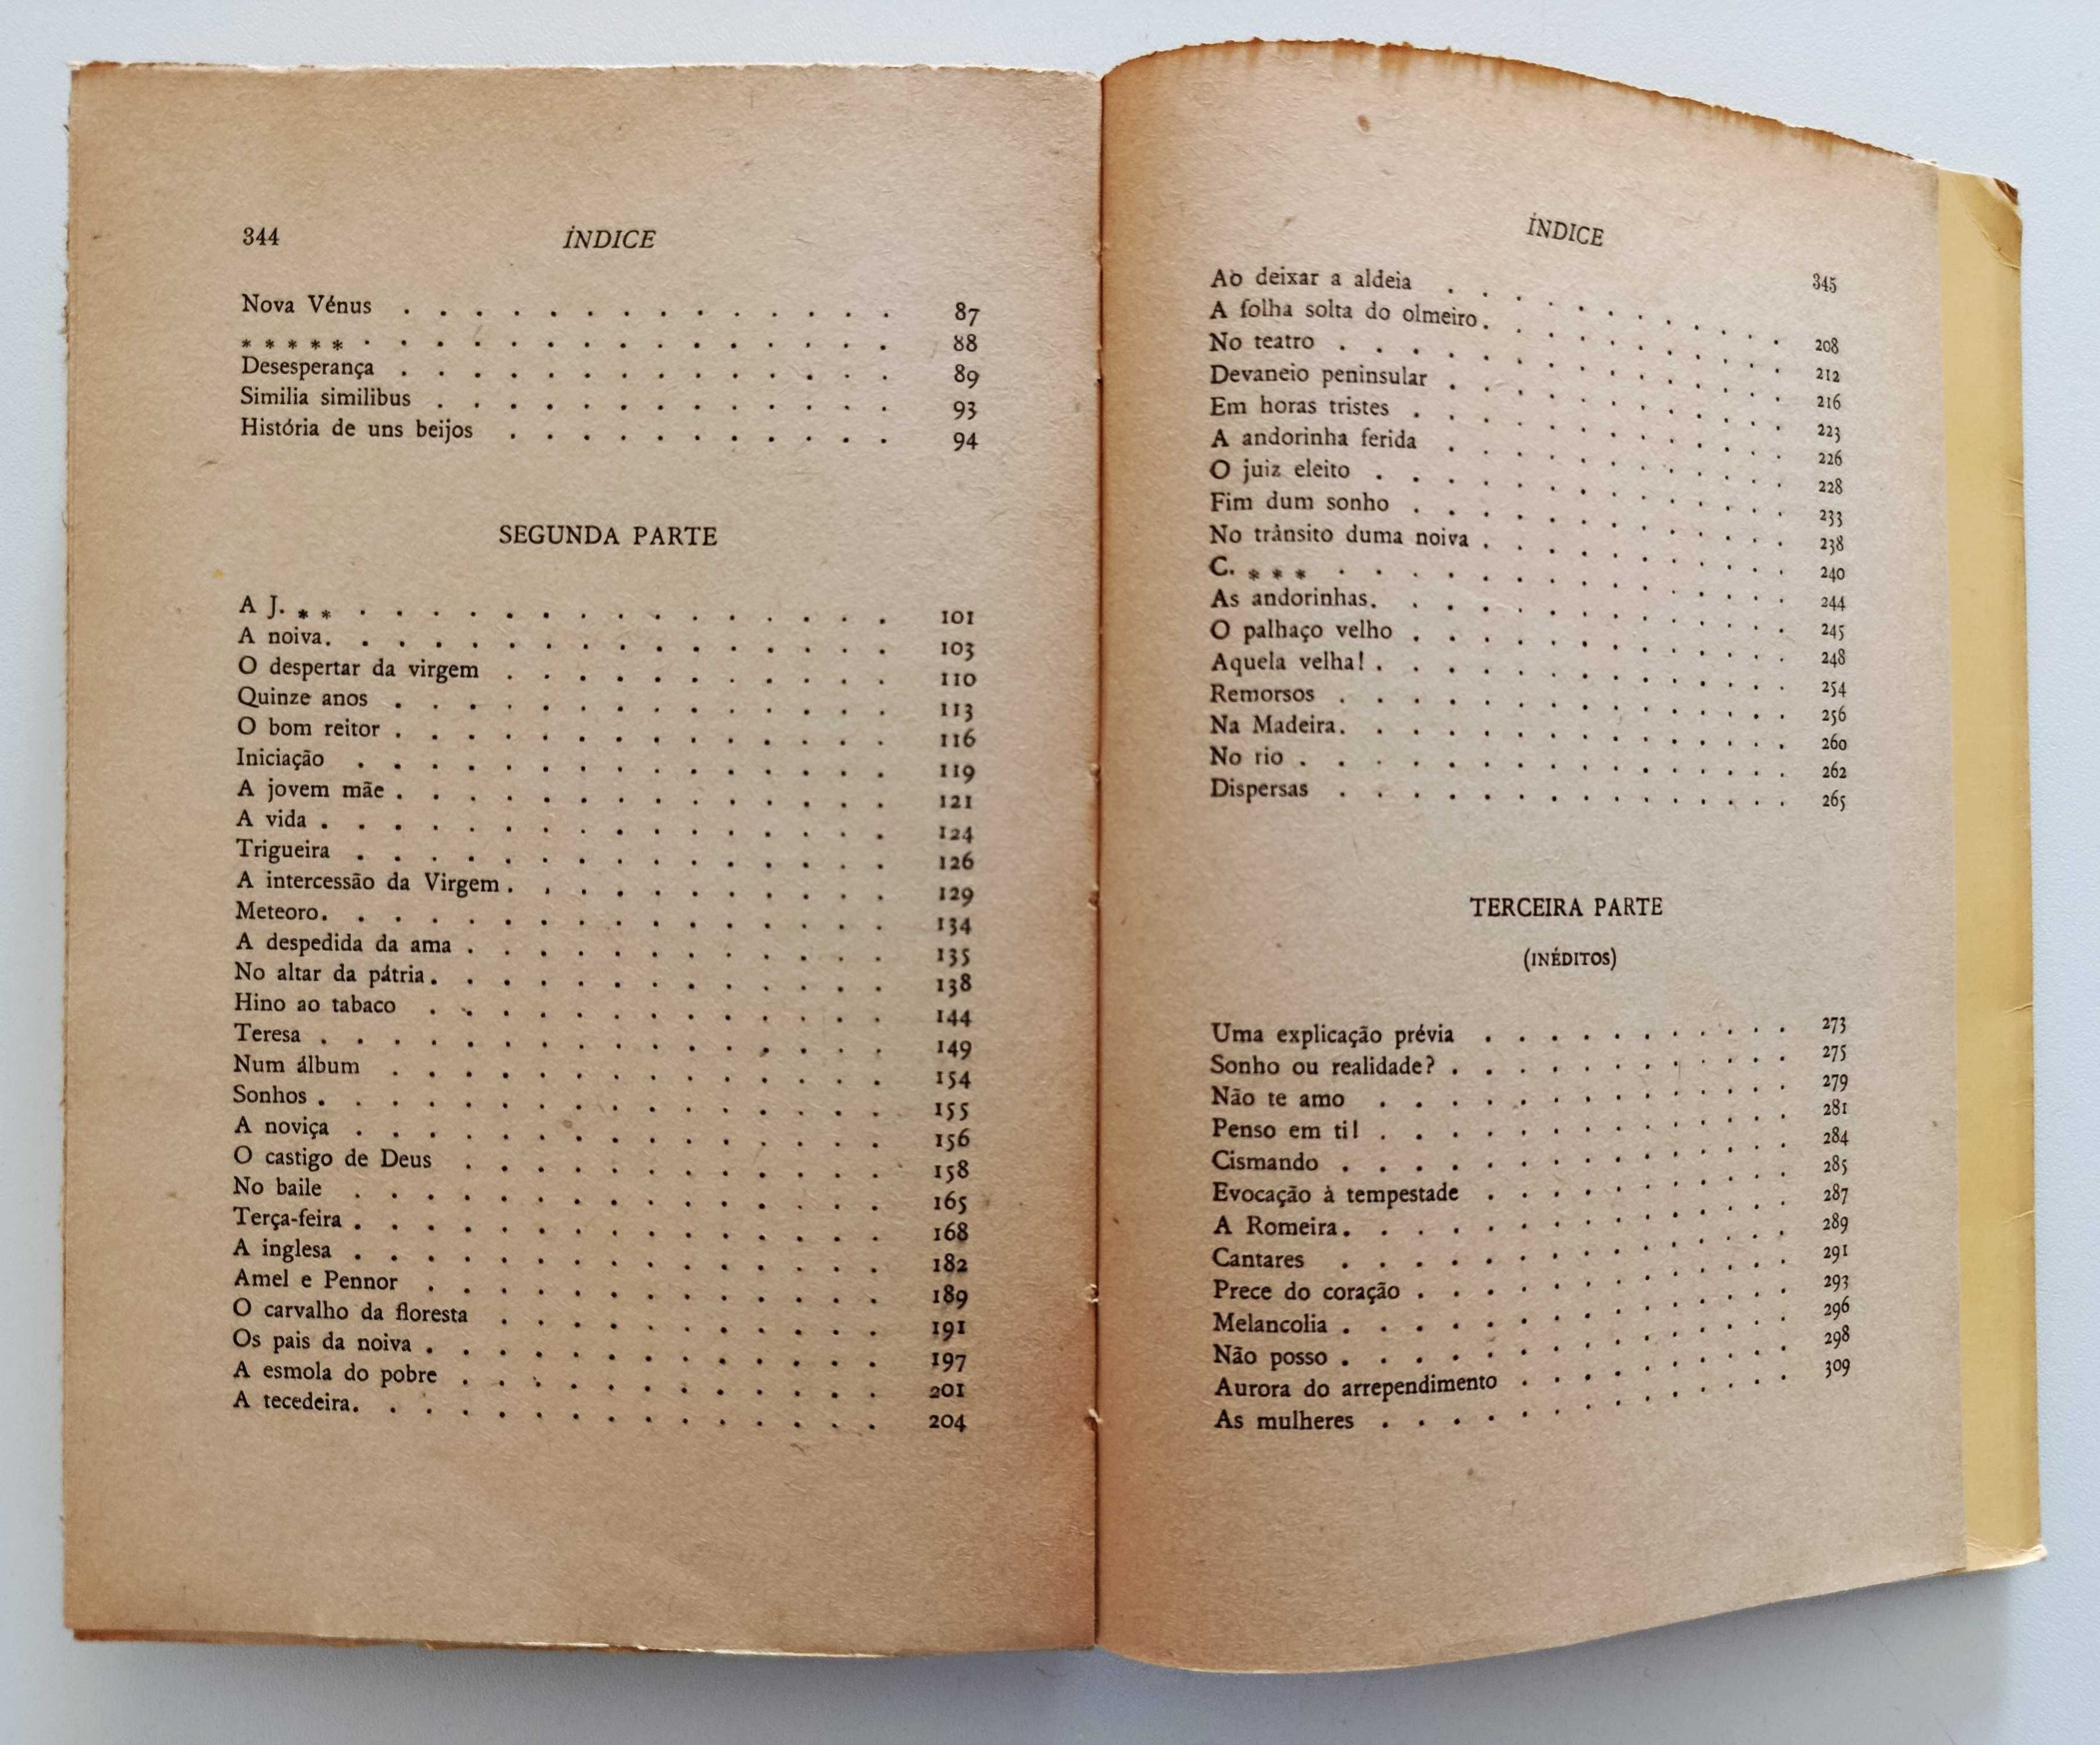 344 ÍNDICE
Nova Vénus . . . . . . . . . . . . . . 87
* * * * * . . . . . . . . . . . . . . . 88
Desesperança . . . . . . . . . . . . . . 89
Similia similibus . . . . . . . . . . . . . 93
História de uns beijos . . . . . . . . . . . 94
SEGUNDA PARTE
A J. * * . . . . . . . . . . . . . . . 101
A noiva. . . . . . . . . . . . . . . . 103
O despertar da virgem . . . . . . . . . . . 110
Quinze anos . . . . . . . . . . . . . . 113
O bom reitor . . . . . . . . . . . . . . 116
Iniciação . . . . . . . . . . . . . . . 119
A jovem mãe . . . . . . . . . . . . . . 121
A vida . . . . . . . . . . . . . . . . 124
Trigueira . . . . . . . . . . . . . . . 126
A intercessão da Virgem . . . . . . . . . . . 129
Meteoro. . . . . . . . . . . . . . . . 134
A despedida da ama . . . . . . . . . . . . 135
No altar da pátria . . . . . . . . . . . . . 138
Hino ao tabaco . . . . . . . . . . . . . 144
Teresa . . . . . . . . . . . . . . . . 149
Num álbum . . . . . . . . . . . . . . 154
Sonhos . . . . . . . . . . . . . . . . 155
A noviça . . . . . . . . . . . . . . . 156
O castigo de Deus . . . . . . . . . . . . 158
No baile . . . . . . . . . . . . . . . 165
Terça-feira . . . . . . . . . . . . . . . 168
A inglesa . . . . . . . . . . . . . . . 182
Amel e Pennor . . . . . . . . . . . . . 189
O carvalho da floresta . . . . . . . . . . . 191
Os pais da noiva . . . . . . . . . . . . . 197
A esmola do pobre . . . . . . . . . . . . 201
A tecedeira. . . . . . . . . . . . . . . 204
ÍNDICE 345
Ao deixar a aldeia . . . . . . . . . . 208
A folha solta do olmeiro . . . . . . . . . 212
No teatro . . . . . . . . . . . . . 216
Devaneio peninsular . . . . . . . . . . 223
Em horas tristes . . . . . . . . . . . 226
A andorinha ferida . . . . . . . . . . 228
O juiz eleito . . . . . . . . . . . . 233
Fim dum sonho . . . . . . . . . . . 238
No trânsito duma noiva . . . . . . . . . 240
C. * * * . . . . . . . . . . . . . 244
As andorinhas. . . . . . . . . . . . 245
O palhaço velho . . . . . . . . . . . 248
Aquela velha! . . . . . . . . . . . . 254
Remorsos . . . . . . . . . . . . . 256
Na Madeira. . . . . . . . . . . . . 260
No rio . . . . . . . . . . . . . . 262
Dispersas . . . . . . . . . . . . . 265
TERCEIRA PARTE
(INÉDITOS)
Uma explicação prévia . . . . . . . . . 273
Sonho ou realidade? . . . . . . . . . . 275
Não te amo . . . . . . . . . . . . 279
Penso em ti! . . . . . . . . . . . . 281
Cismando . . . . . . . . . . . . . 284
Evocação à tempestade . . . . . . . . . 285
A Romeira. . . . . . . . . . . . . 287
Cantares . . . . . . . . . . . . . 289
Prece do coração . . . . . . . . . . . 291
Melancolia . . . . . . . . . . . . . 293
Não posso . . . . . . . . . . . . . 296
Aurora do arrependimento . . . . . . . . 298
As mulheres . . . . . . . . . . . . 309